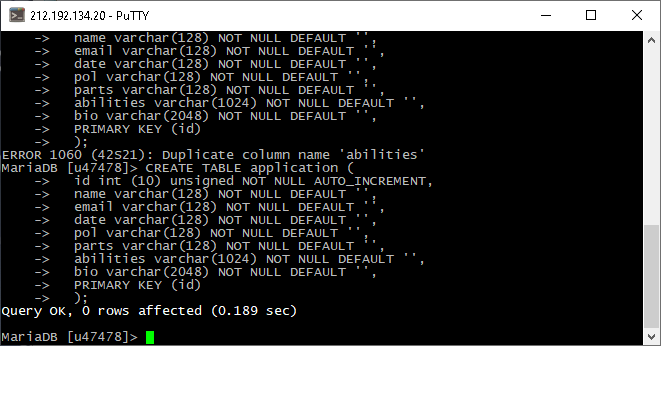 212.192.134.20 - PuTTY
    ->   name varchar(128) NOT NULL DEFAULT '',
    ->   email varchar(128) NOT NULL DEFAULT '',
    ->   date varchar(128) NOT NULL DEFAULT '',
    ->   pol varchar(128) NOT NULL DEFAULT '',
    ->   parts varchar(128) NOT NULL DEFAULT '',
    ->   abilities varchar(1024) NOT NULL DEFAULT '',
    ->   bio varchar(2048) NOT NULL DEFAULT '',
    ->   PRIMARY KEY (id)
    ->   );
ERROR 1060 (42S21): Duplicate column name 'abilities'
MariaDB [u47478]> CREATE TABLE application (
    ->   id int (10) unsigned NOT NULL AUTO_INCREMENT,
    ->   name varchar(128) NOT NULL DEFAULT '',
    ->   email varchar(128) NOT NULL DEFAULT '',
    ->   date varchar(128) NOT NULL DEFAULT '',
    ->   pol varchar(128) NOT NULL DEFAULT '',
    ->   parts varchar(128) NOT NULL DEFAULT '',
    ->   abilities varchar(1024) NOT NULL DEFAULT '',
    ->   bio varchar(2048) NOT NULL DEFAULT '',
    ->   PRIMARY KEY (id)
    ->   );
Query OK, 0 rows affected (0.189 sec)
MariaDB [u47478]>